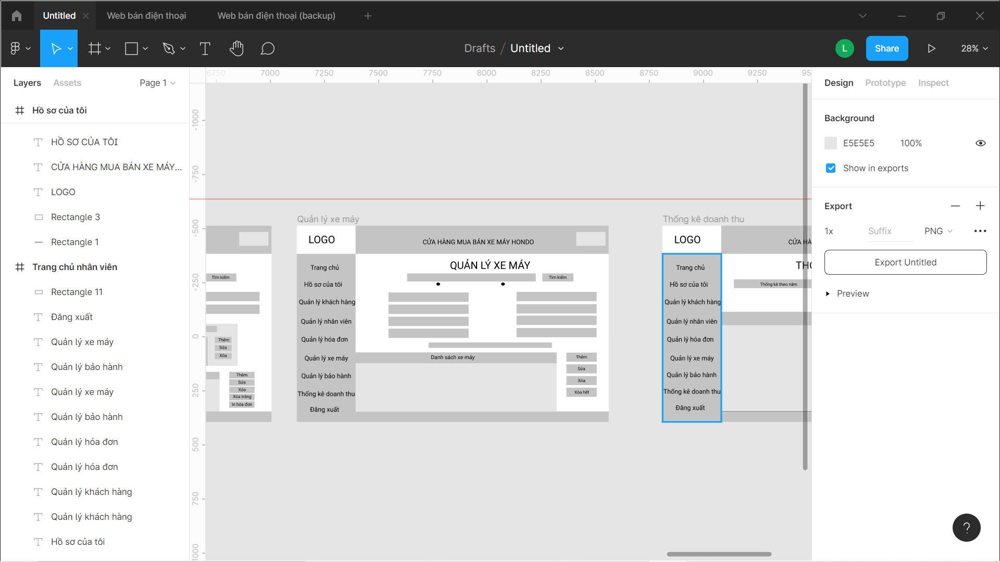 Untitled
Web bán điện thoại
Web bán điện thoại (backup)
Drafts / Untitled
L
Share
28%
Layers
Assets
Page 1
Hồ sơ của tôi
HỒ SƠ CỦA TÔI
CỬA HÀNG MUA BÁN XE MÁY...
LOGO
Rectangle 3
Rectangle 1
Trang chủ nhân viên
Rectangle 11
Đăng xuất
Quản lý xe máy
Quản lý bảo hành
Quản lý xe máy
Quản lý bảo hành
Quản lý hóa đơn
Quản lý hóa đơn
Quản lý khách hàng
Quản lý khách hàng
Hồ sơ của tôi
6750 7000 7250 7500 7750 8000 8250 8500 8750 9000 9250 95
-1000
-750
-500
-250
0
250
500
750
1000
Tìm kiếm
Thêm
Sửa
Xóa
Thêm
Sửa
Xóa
Xóa trắng
In hóa đơn
Quản lý xe máy
LOGO
CỬA HÀNG MUA BÁN XE MÁY HONDO
Trang chủ
Hồ sơ của tôi
Quản lý khách hàng
Quản lý nhân viên
Quản lý hóa đơn
Quản lý xe máy
Quản lý bảo hành
Thống kê doanh thu
Đăng xuất
QUẢN LÝ XE MÁY
Tìm kiếm
Danh sách xe máy
Thêm
Sửa
Xóa
Xóa hết
Thống kê doanh thu
LOGO
CỬA HÀ
Trang chủ
Hồ sơ của tôi
Quản lý khách hàng
Quản lý nhân viên
Quản lý hóa đơn
Quản lý xe máy
Quản lý bảo hành
Thống kê doanh thu
Đăng xuất
THỐ
Thống kê theo năm
Design
Prototype
Inspect
Background
E5E5E5
100%
Show in exports
Export
1x
Suffix
PNG
Export Untitled
Preview
?